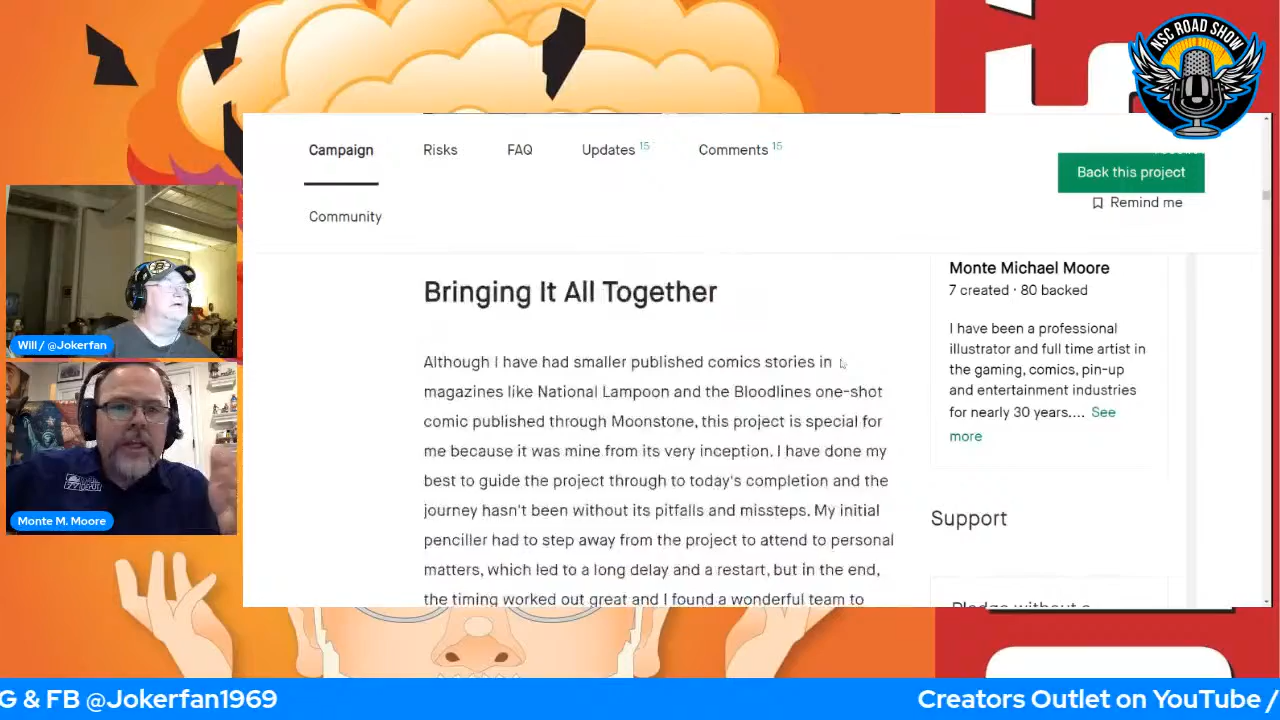 NSC ROAD SHOW
Campaign
Risks
FAQ
Updates 15
Comments 15
Back this project
Remind me
Community
Bringing It All Together
Although I have had smaller published comics stories in
magazines like National Lampoon and the Bloodlines one-shot
comic published through Moonstone, this project is special for
me because it was mine from its very inception. I have done my
best to guide the project through to today's completion and the
journey hasn't been without its pitfalls and missteps. My initial
penciller had to step away from the project to attend to personal
matters, which led to a long delay and a restart, but in the end,
the timing worked out great and I found a wonderful team to
Monte Michael Moore
7 created · 80 backed
I have been a professional
illustrator and full time artist in
the gaming, comics, pin-up
and entertainment industries
for nearly 30 years.... See
more
Support
Pledge without a
Will / @Jokerfan
Monte M. Moore
G & FB @Jokerfan1969
Creators Outlet on YouTube /